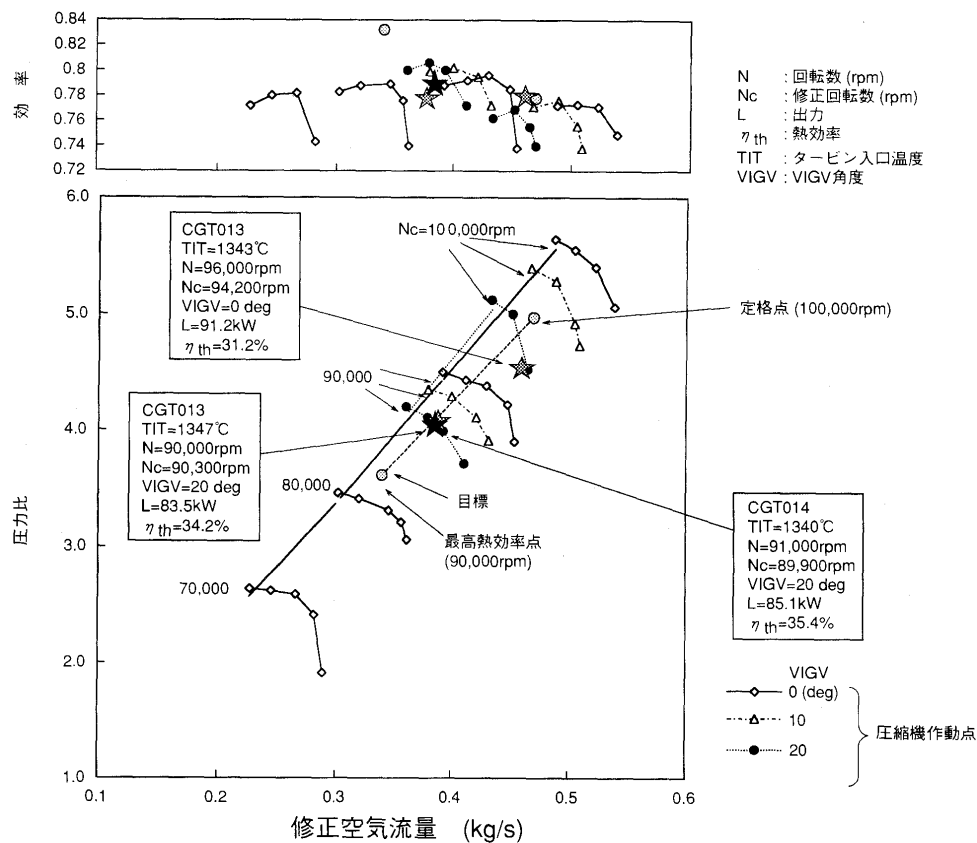 0.84
0.82
0.8
0.78
0.76
0.74
0.72
効 率
N : 回転数 (rpm)
Nc : 修正回転数 (rpm)
L : 出力
η th : 熱効率
TIT : タービン入口温度
VIGV : VIGV角度
6.0
5.0
4.0
3.0
2.0
1.0
圧力比
CGT013
TIT=1343℃
N=96,000rpm
Nc=94,200rpm
VIGV=0 deg
L=91.2kW
η th=31.2%
Nc=100,000rpm
定格点 (100,000rpm)
90,000
CGT013
TIT=1347℃
N=90,000rpm
Nc=90,300rpm
VIGV=20 deg
L=83.5kW
η th=34.2%
80,000
目標
最高熱効率点
(90,000rpm)
70,000
CGT014
TIT=1340℃
N=91,000rpm
Nc=89,900rpm
VIGV=20 deg
L=85.1kW
η th=35.4%
VIGV
0 (deg)
10
20
圧縮機作動点
0.1
0.2
0.3
0.4
0.5
0.6
修正空気流量 (kg/s)